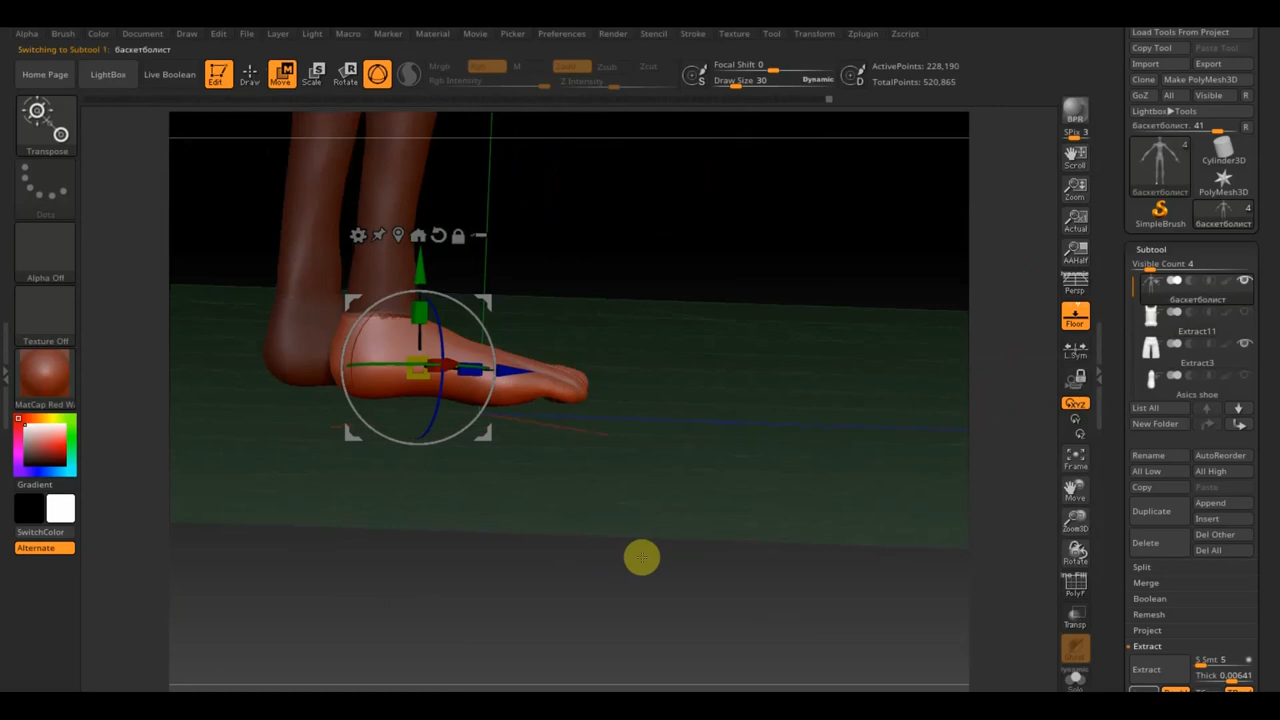 Alpha Brush Color Document Draw Edit File Layer Light Macro Marker Material Movie Picker Preferences Render Stencil Stroke Texture Tool Transform Zplugin Zscript
Switching to Subtool 1: баскетболист
Home Page LightBox Live Boolean Edit Draw Move Scale Rotate
Mrgb Rgb M Zadd Zsub Zcut
Rgb Intensity Z Intensity
Focal Shift 0
Draw Size 30 Dynamic
ActivePoints: 228,190
TotalPoints: 520,865
S
D
Transpose
Dots
Alpha Off
Texture Off
MatCap Red Wa
Gradient
SwitchColor
Alternate
BPR
SPix 3
Scroll
Zoom
Actual
AAHalf
Dynamic
Persp
Floor
L.Sym
XYZ
Y
Z
Frame
Move
Zoom3D
Rotate
PolyF
Transp
Ghost
Dynamic
Solo
Load Tools From Project
Copy Tool Paste Tool
Import Export
Clone Make PolyMesh3D
GoZ All Visible R
Lightbox▶Tools
баскетболист. 41 R
4
Cylinder3D
PolyMesh3D
баскетболист
SimpleBrush
4
баскетболист
Subtool
Visible Count 4
баскетболист
Extract11
Extract3
Asics shoe
List All
New Folder
Rename AutoReorder
All Low All High
Copy Paste
Duplicate Append
Insert
Delete Del Other
Del All
Split
Merge
Boolean
Remesh
Project
Extract
Extract S Smt 5
Thick 0.00641